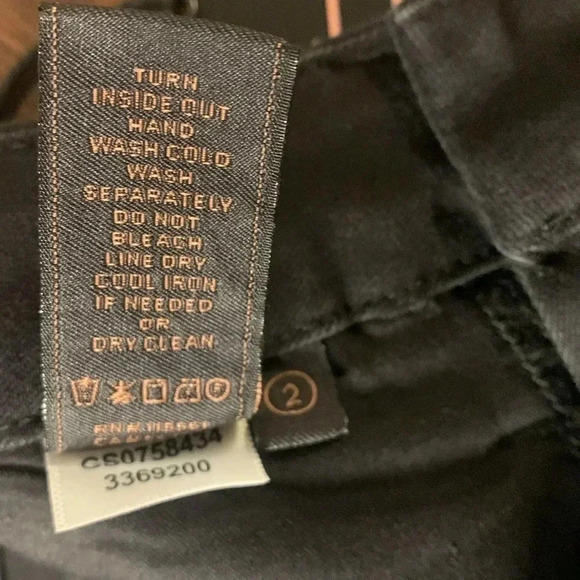 TURN
INSIDE OUT
HAND
WASH COLD
WASH
SEPARATELY
DO NOT
BLEACH
LINE DRY
COOL IRON
IF NEEDED
OR
DRY CLEAN
2
CS0758434
3369200